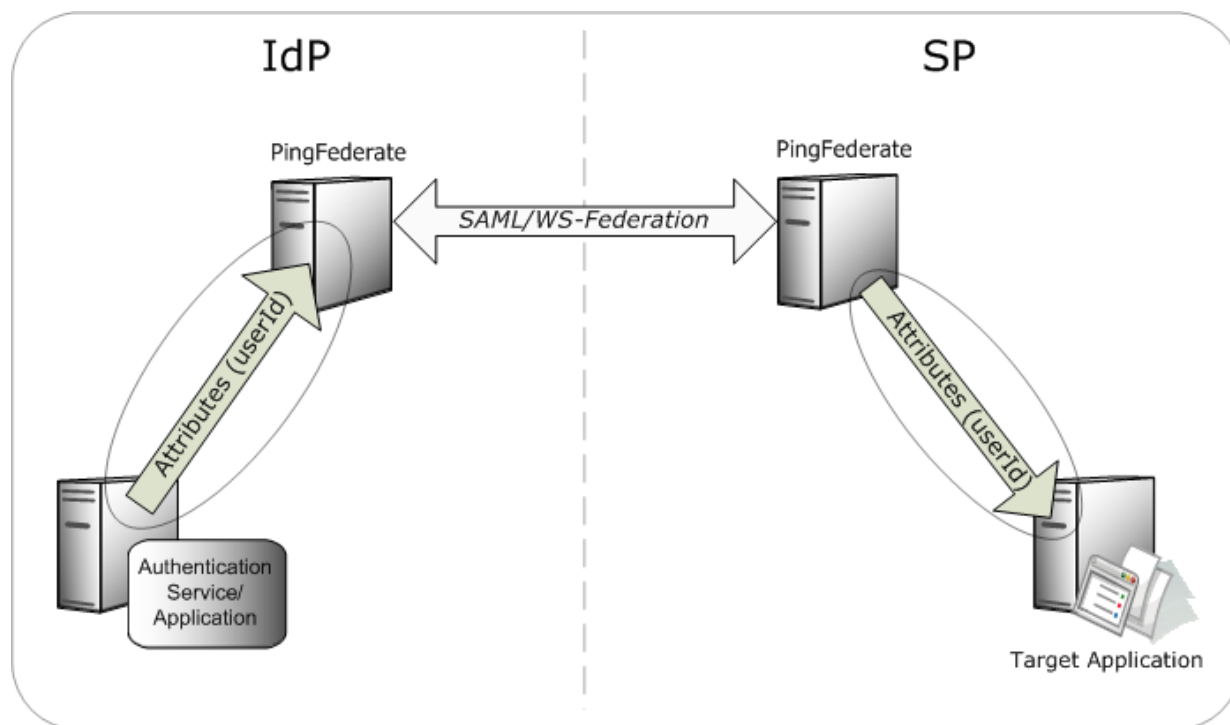 IdP
SP
PingFederate
PingFederate
SAML/WS-Federation
Attributes (userId)
Attributes (userId)
Authentication
Service/
Application
Target Application